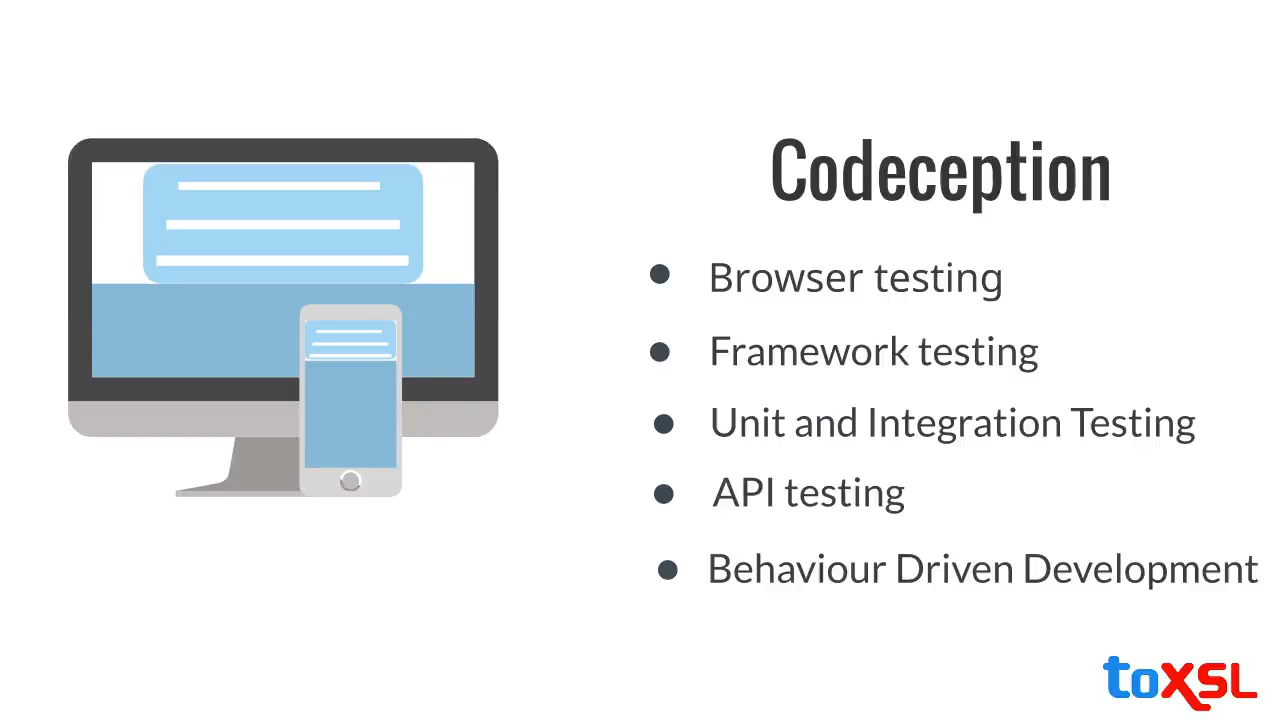 Codeception
Browser testing
Framework testing
Unit and Integration Testing
API testing
Behaviour Driven Development
toXSL